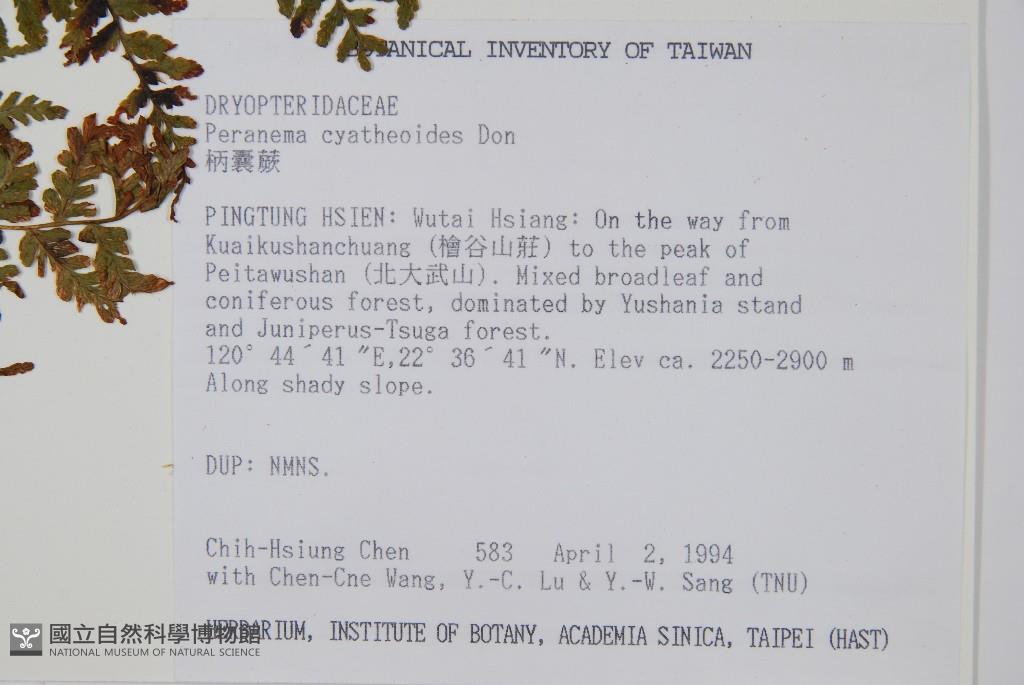 BOTANICAL INVENTORY OF TAIWAN
DRYOPTERIDACEAE
Peranema cyatheoides Don
柄囊蕨
PINGTUNG HSIEN: Wutai Hsiang: On the way from
Kuaikushanchuang (檜谷山莊) to the peak of
Peitawushan (北大武山). Mixed broadleaf and
coniferous forest, dominated by Yushania stand
and Juniperus-Tsuga forest.
120° 44´41 ″E,22° 36´41 ″N. Elev ca. 2250-2900 m
Along shady slope.
DUP: NMNS.
Chih-Hsiung Chen 583 April 2, 1994
with Chen-Cne Wang, Y.-C. Lu & Y.-W. Sang (TNU)
HERBARIUM, INSTITUTE OF BOTANY, ACADEMIA SINICA, TAIPEI (HAST)
國立自然科學博物館
NATIONAL MUSEUM OF NATURAL SCIENCE